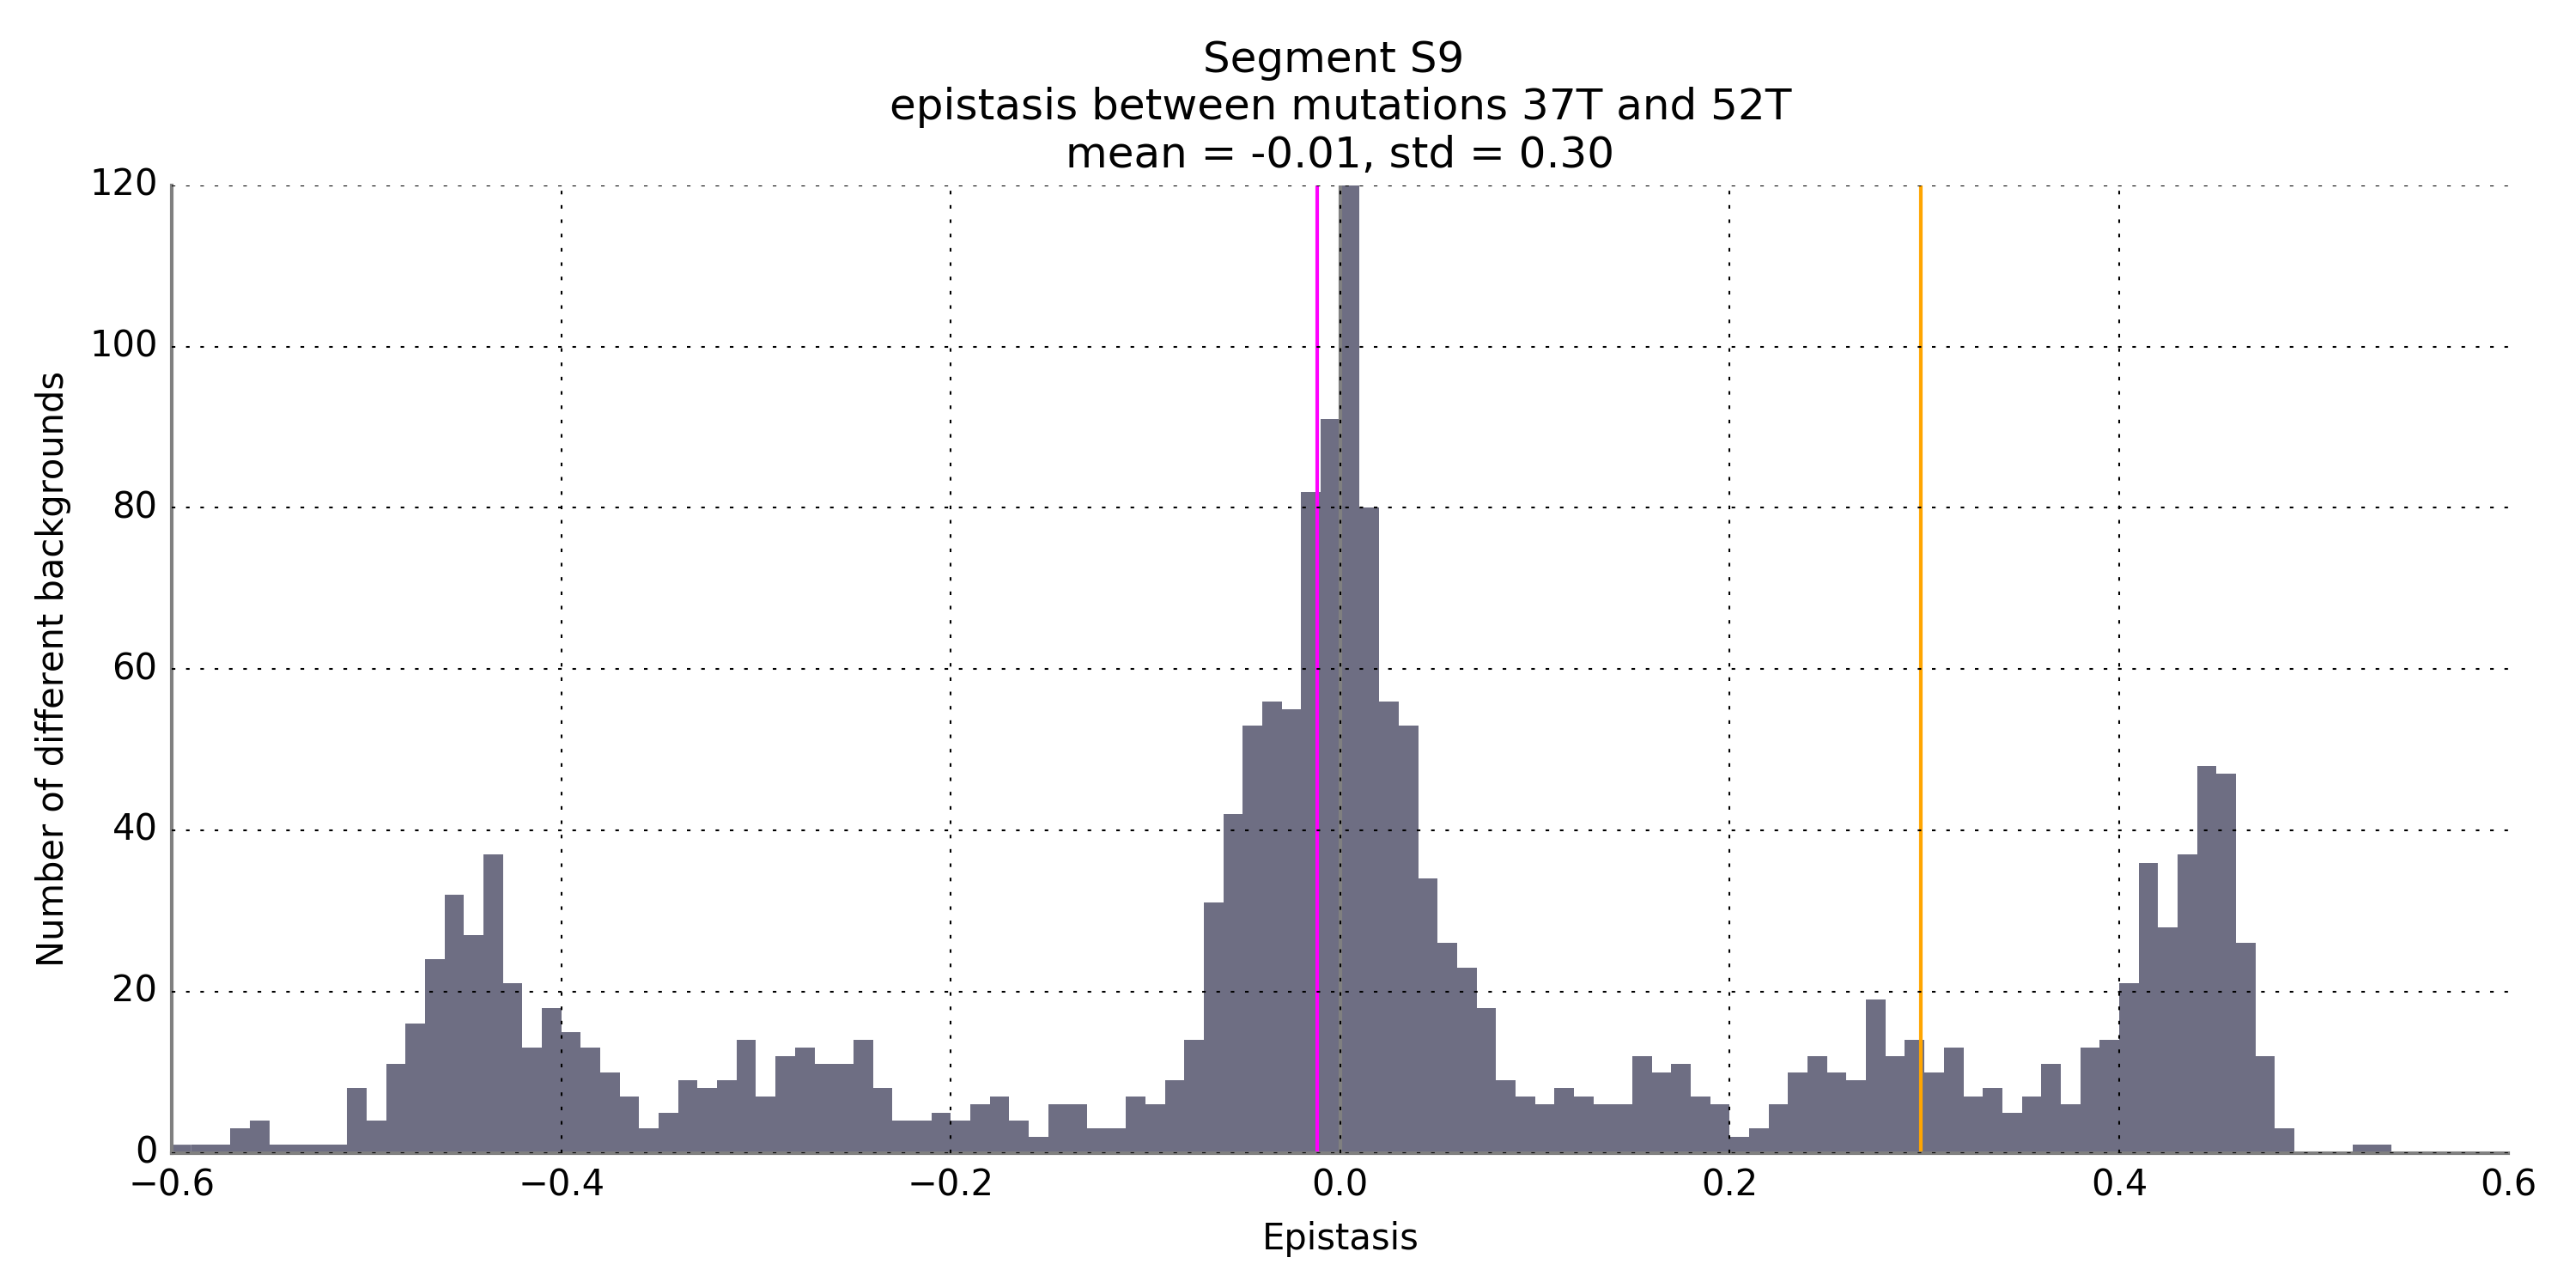 Segment S9
epistasis between mutations 37T and 52T
mean = -0.01, std = 0.30
120
100
80
60
40
20
0
Number of different backgrounds
−0.6 −0.4 −0.2 0.0 0.2 0.4 0.6
Epistasis